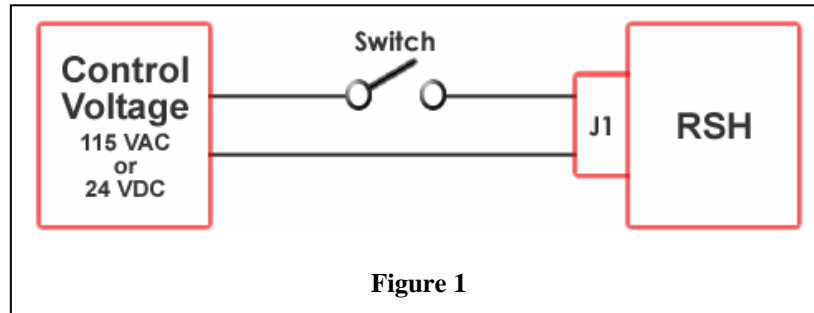 Control
Voltage
115 VAC
or
24 VDC
Switch
J1
RSH
Figure 1